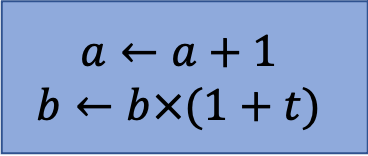 a ← a + 1
b ← b×(1 + t)